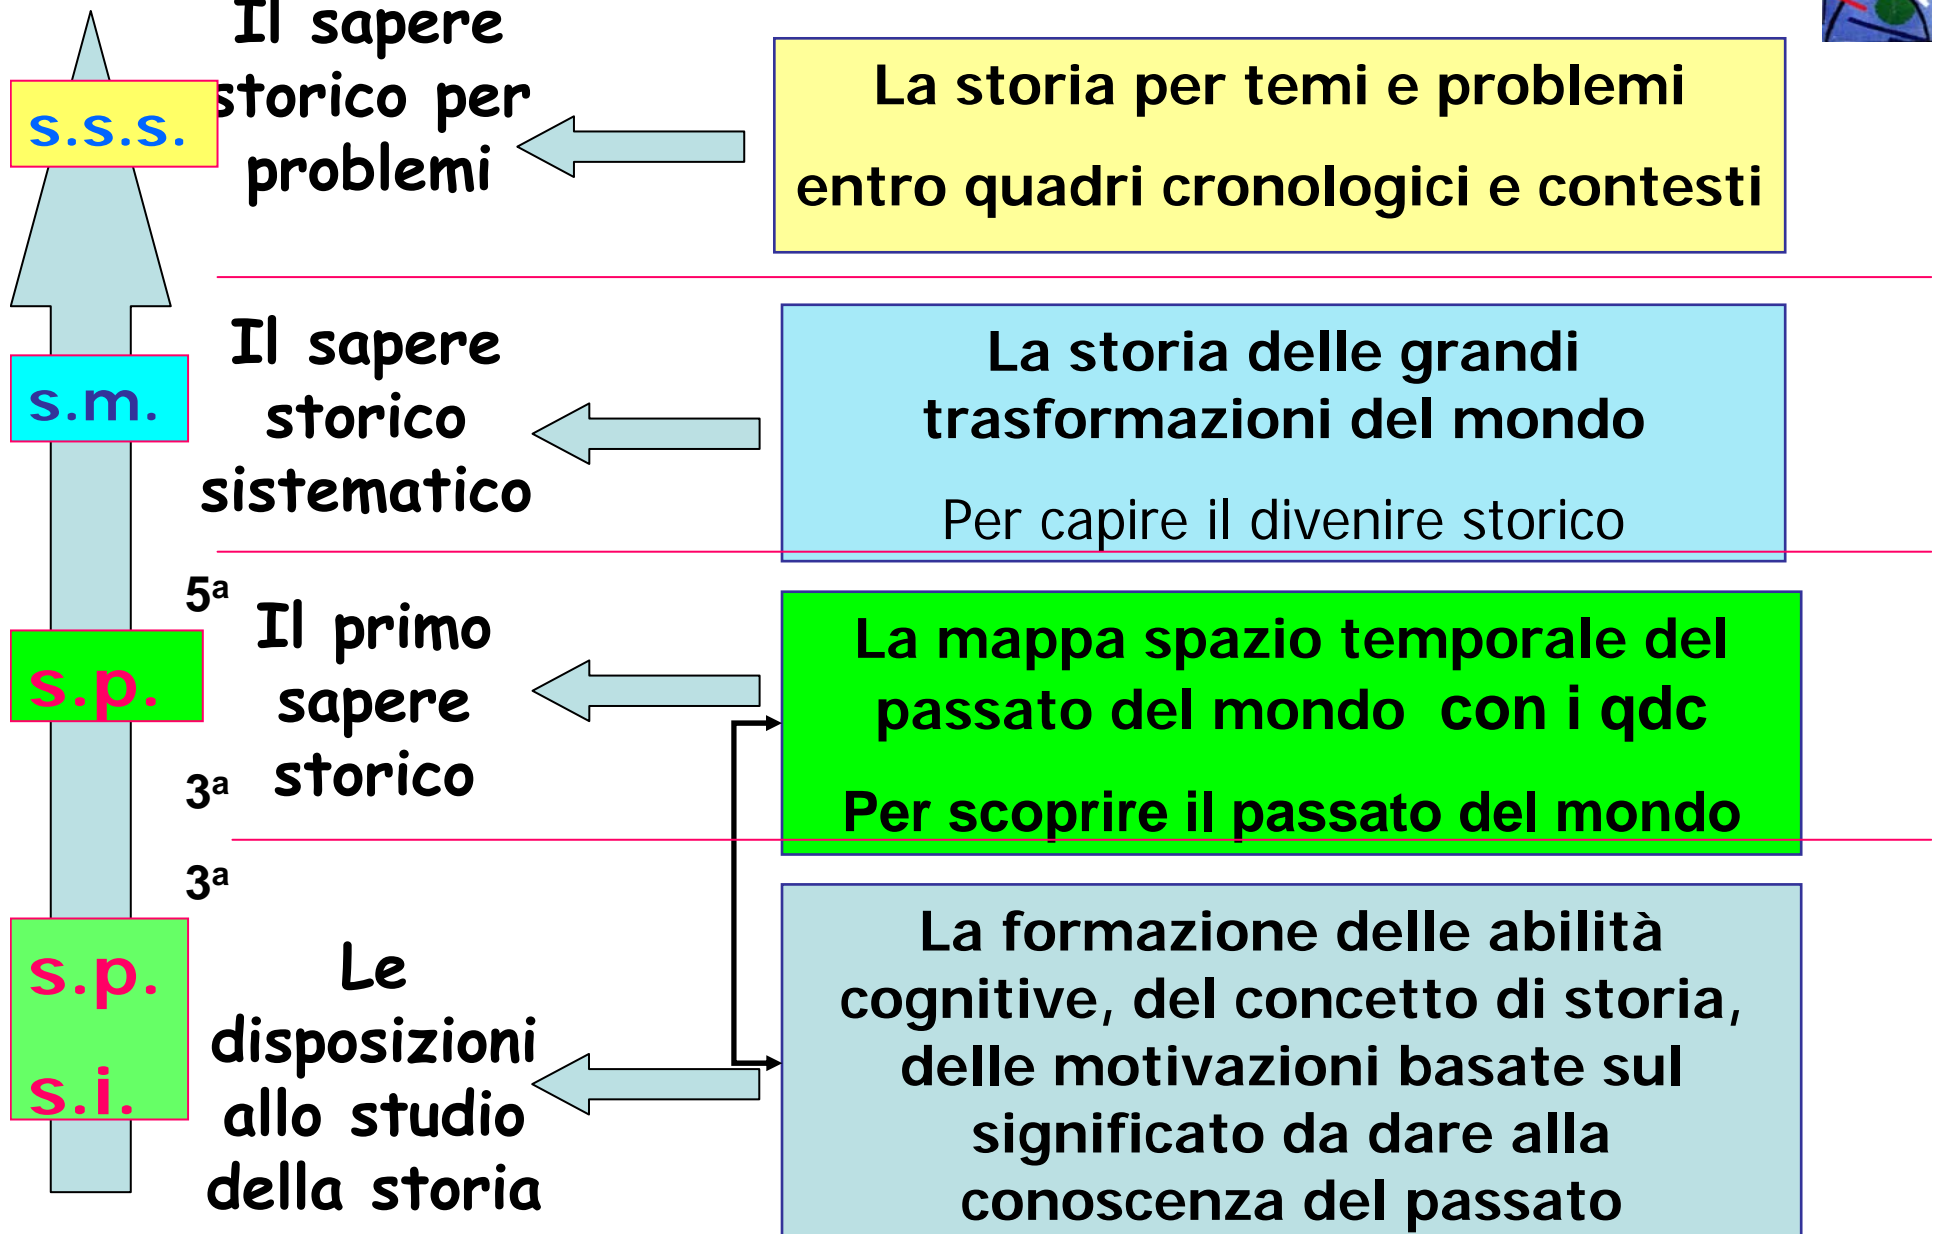 Il sapere
storico per
problemi
s.s.s.
La storia per temi e problemi
entro quadri cronologici e contesti
Il sapere
storico
sistematico
s.m.
La storia delle grandi
trasformazioni del mondo
Per capire il divenire storico
5ª
Il primo
sapere
storico
s.p.
3ª
La mappa spazio temporale del
passato del mondo con i qdc
Per scoprire il passato del mondo
3ª
s.p.
s.i.
Le
disposizioni
allo studio
della storia
La formazione delle abilità
cognitive, del concetto di storia,
delle motivazioni basate sul
significato da dare alla
conoscenza del passato